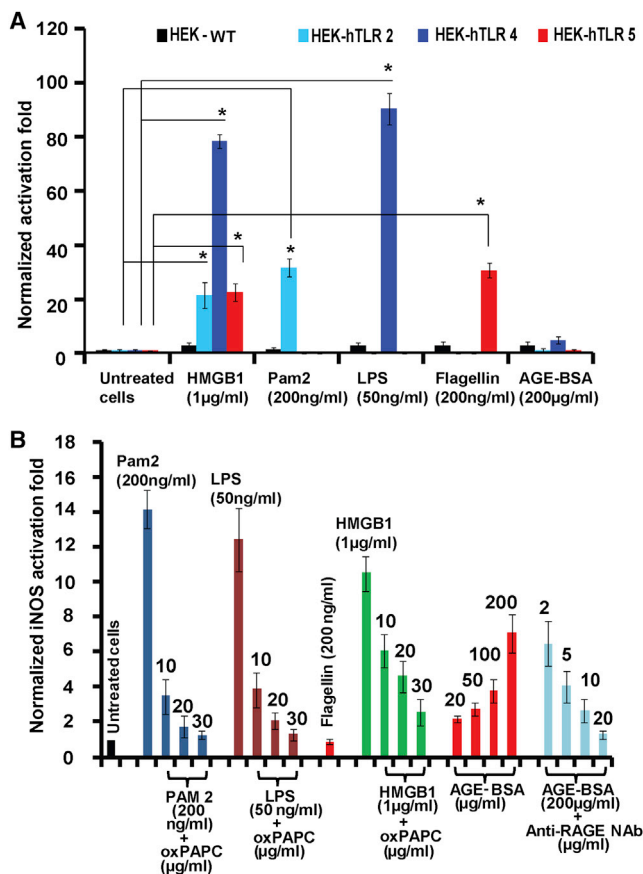 A
HEK-WT HEK-hTLR 2 HEK-hTLR 4 HEK-hTLR 5
Normalized activation fold
120
100
80
60
40
20
0
* * * * * *
Untreated cells
HMGB1 (1µg/ml)
Pam2 (200ng/ml)
LPS (50ng/ml)
Flagellin (200ng/ml)
AGE-BSA (200µg/ml)
B
Normalized iNOS activation fold
18
16
14
12
10
8
6
4
2
0
Untreated cells
Pam2
(200ng/ml)
10
20
30
LPS
(50ng/ml)
10
20
30
Flagellin (200 ng/ml)
HMGB1
(1µg/ml)
10
20
30
20
50
100
200
2
5
10
20
PAM 2
(200
ng/ml)
+
oxPAPC
(µg/ml)
LPS
(50 ng/ml)
+
oxPAPC
(µg/ml)
HMGB1
(1µg/ml)
+ oxPAPC
(µg/ml)
AGE-BSA
(µg/ml)
AGE-BSA
(200µg/ml)
+
Anti-RAGE NAb
(µg/ml)